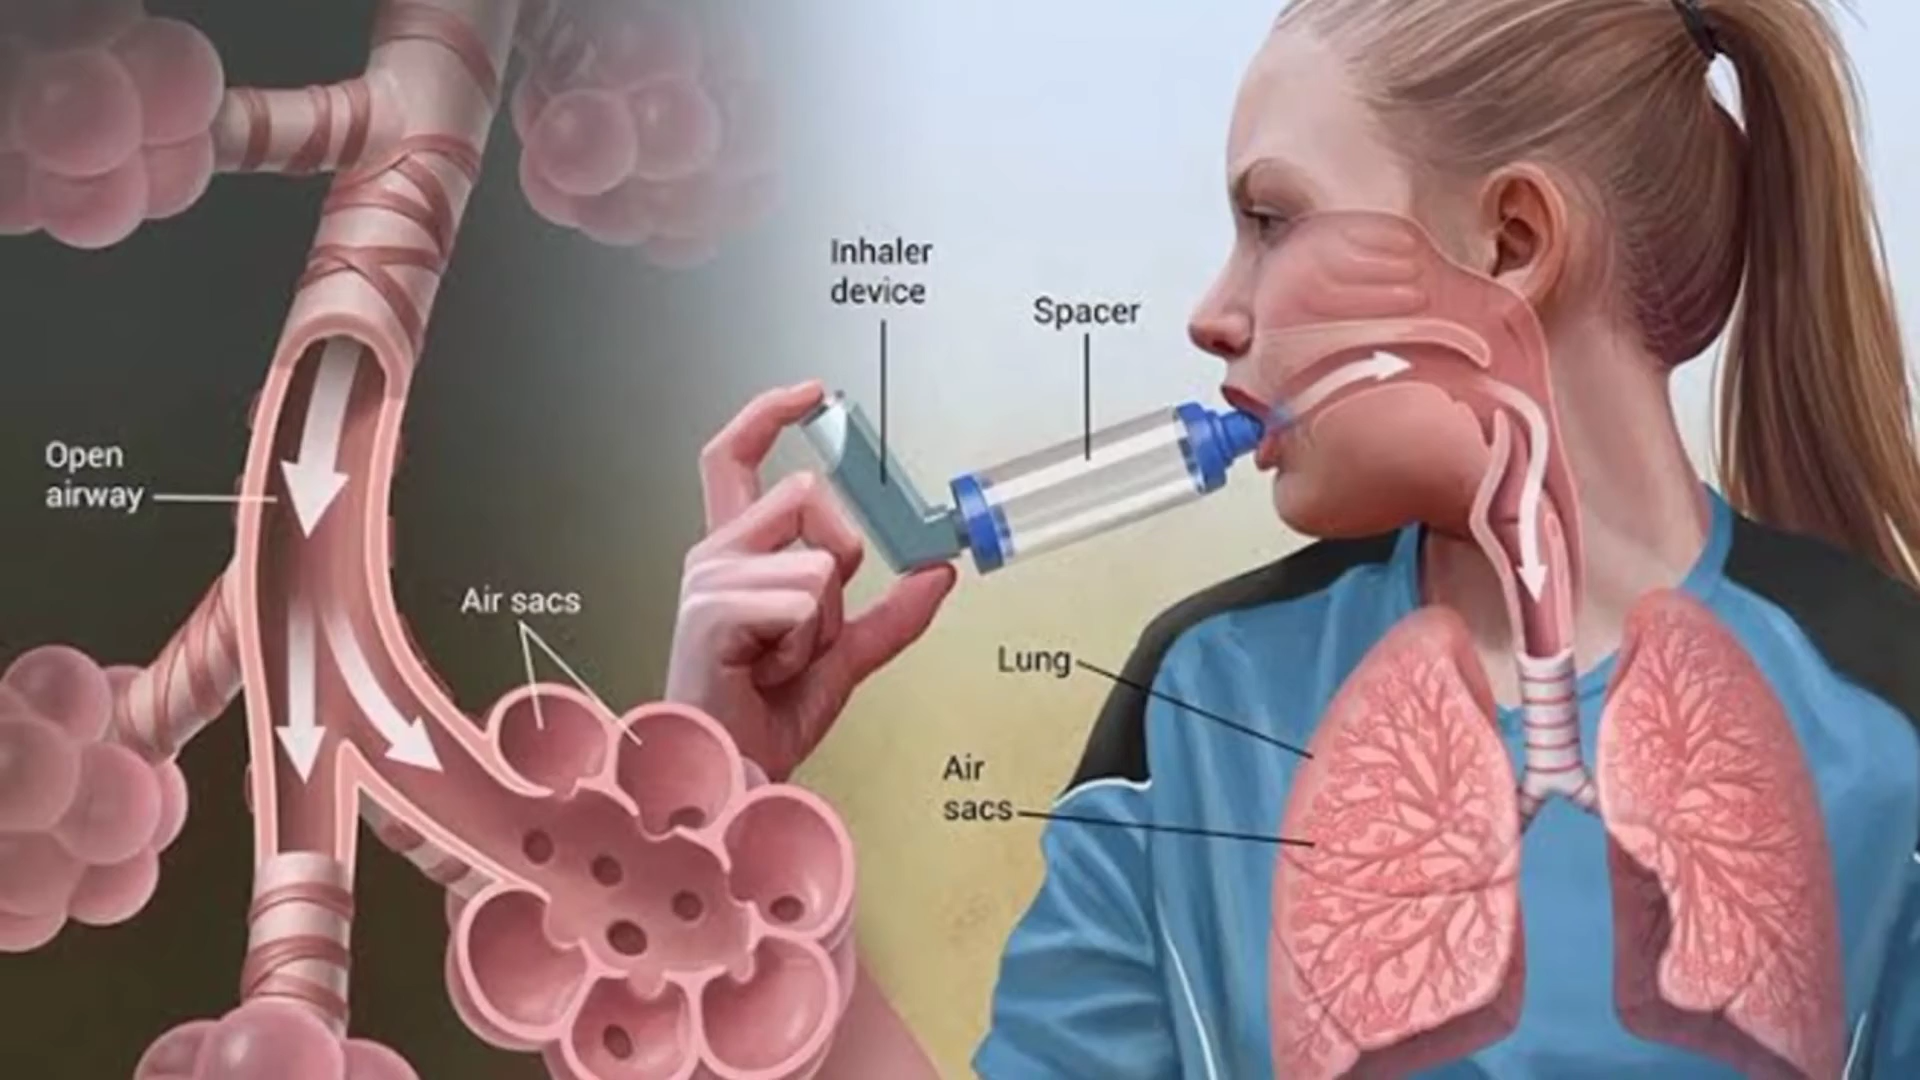 Inhaler
device
Spacer
Open
airway
Air sacs
Lung
Air
sacs